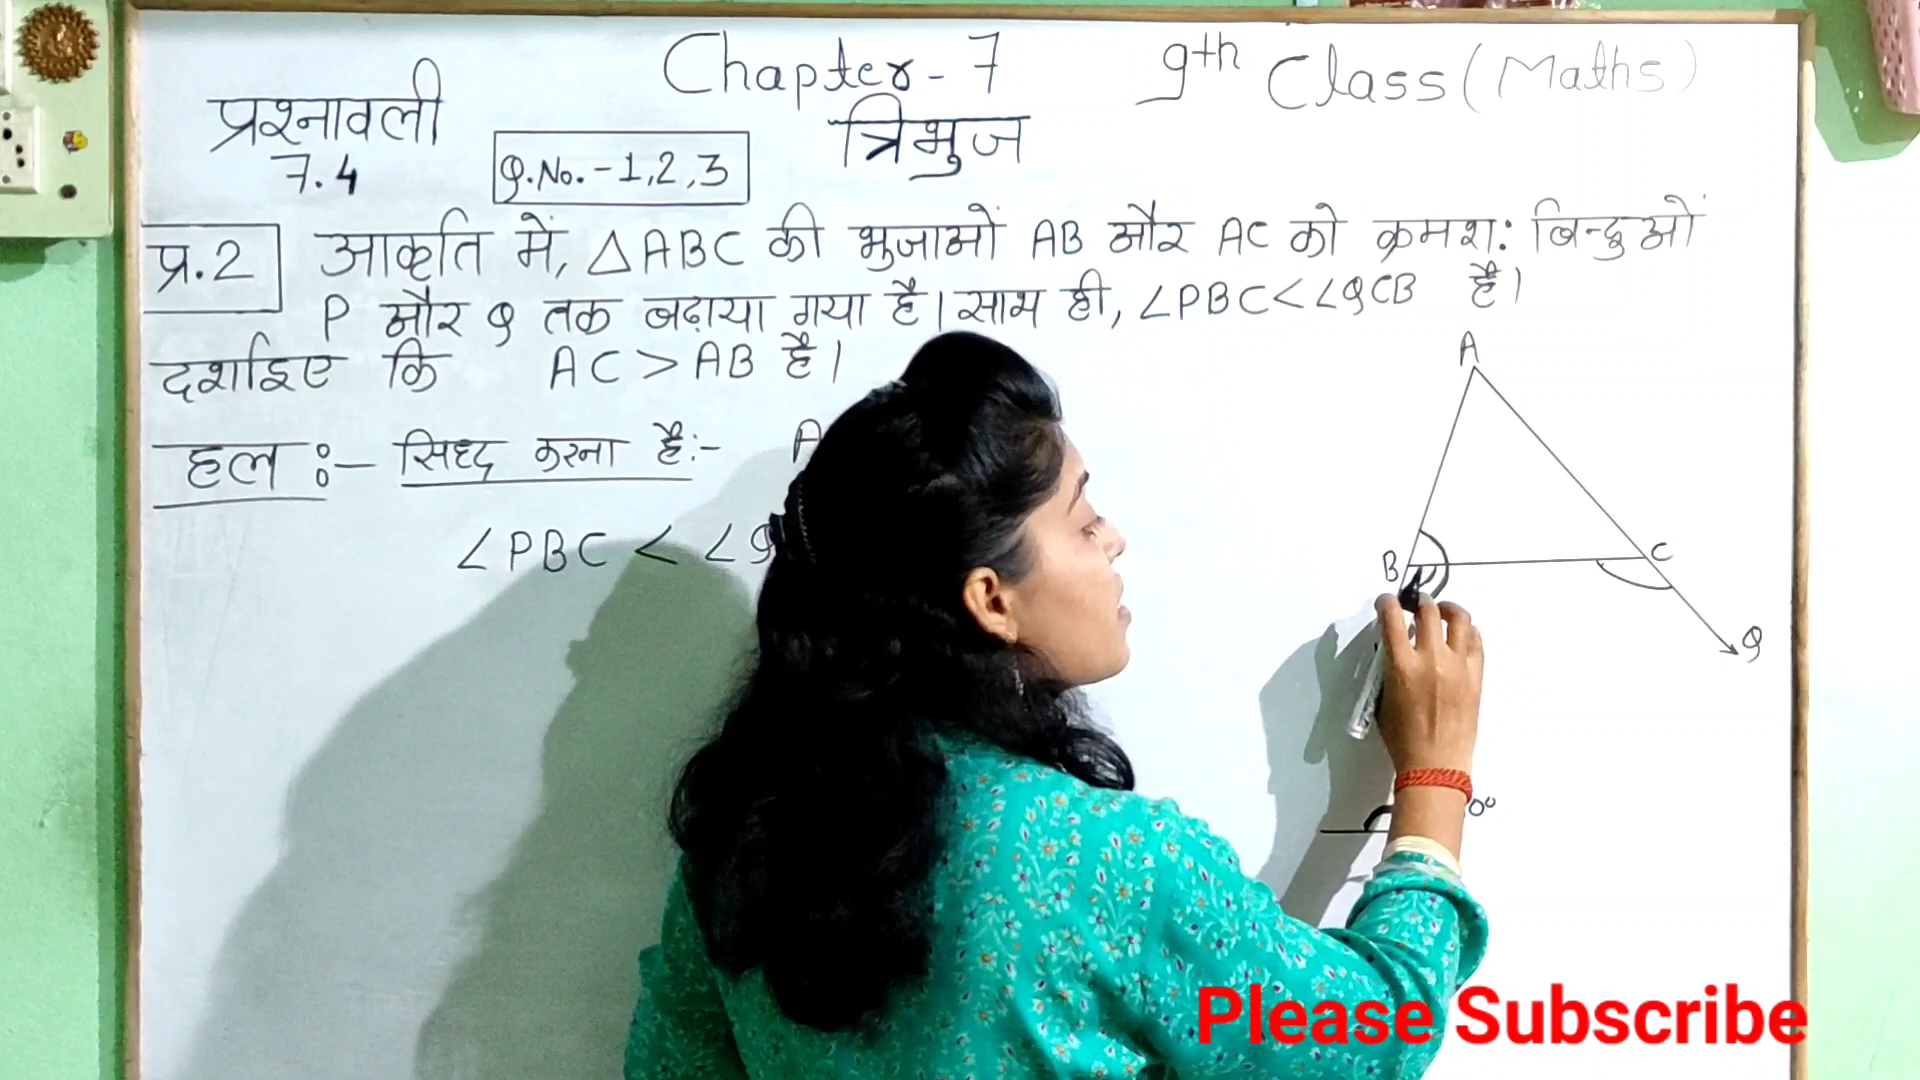 Chapter-7 9th Class (Maths)
प्रश्नावली
7.4
Q.No.-1,2,3
त्रिभुज
प्र.2 आकृति में, △ABC की भुजाओं AB और AC को क्रमश: बिन्दुओं
P और Q तक बढ़ाया गया है। साथ ही, ∠PBC<∠QCB है।
दर्शाइए कि AC>AB है।
हल :- सिध्द करना है:- A
∠PBC < ∠Q
A
B
C
Q
0°
Please Subscribe